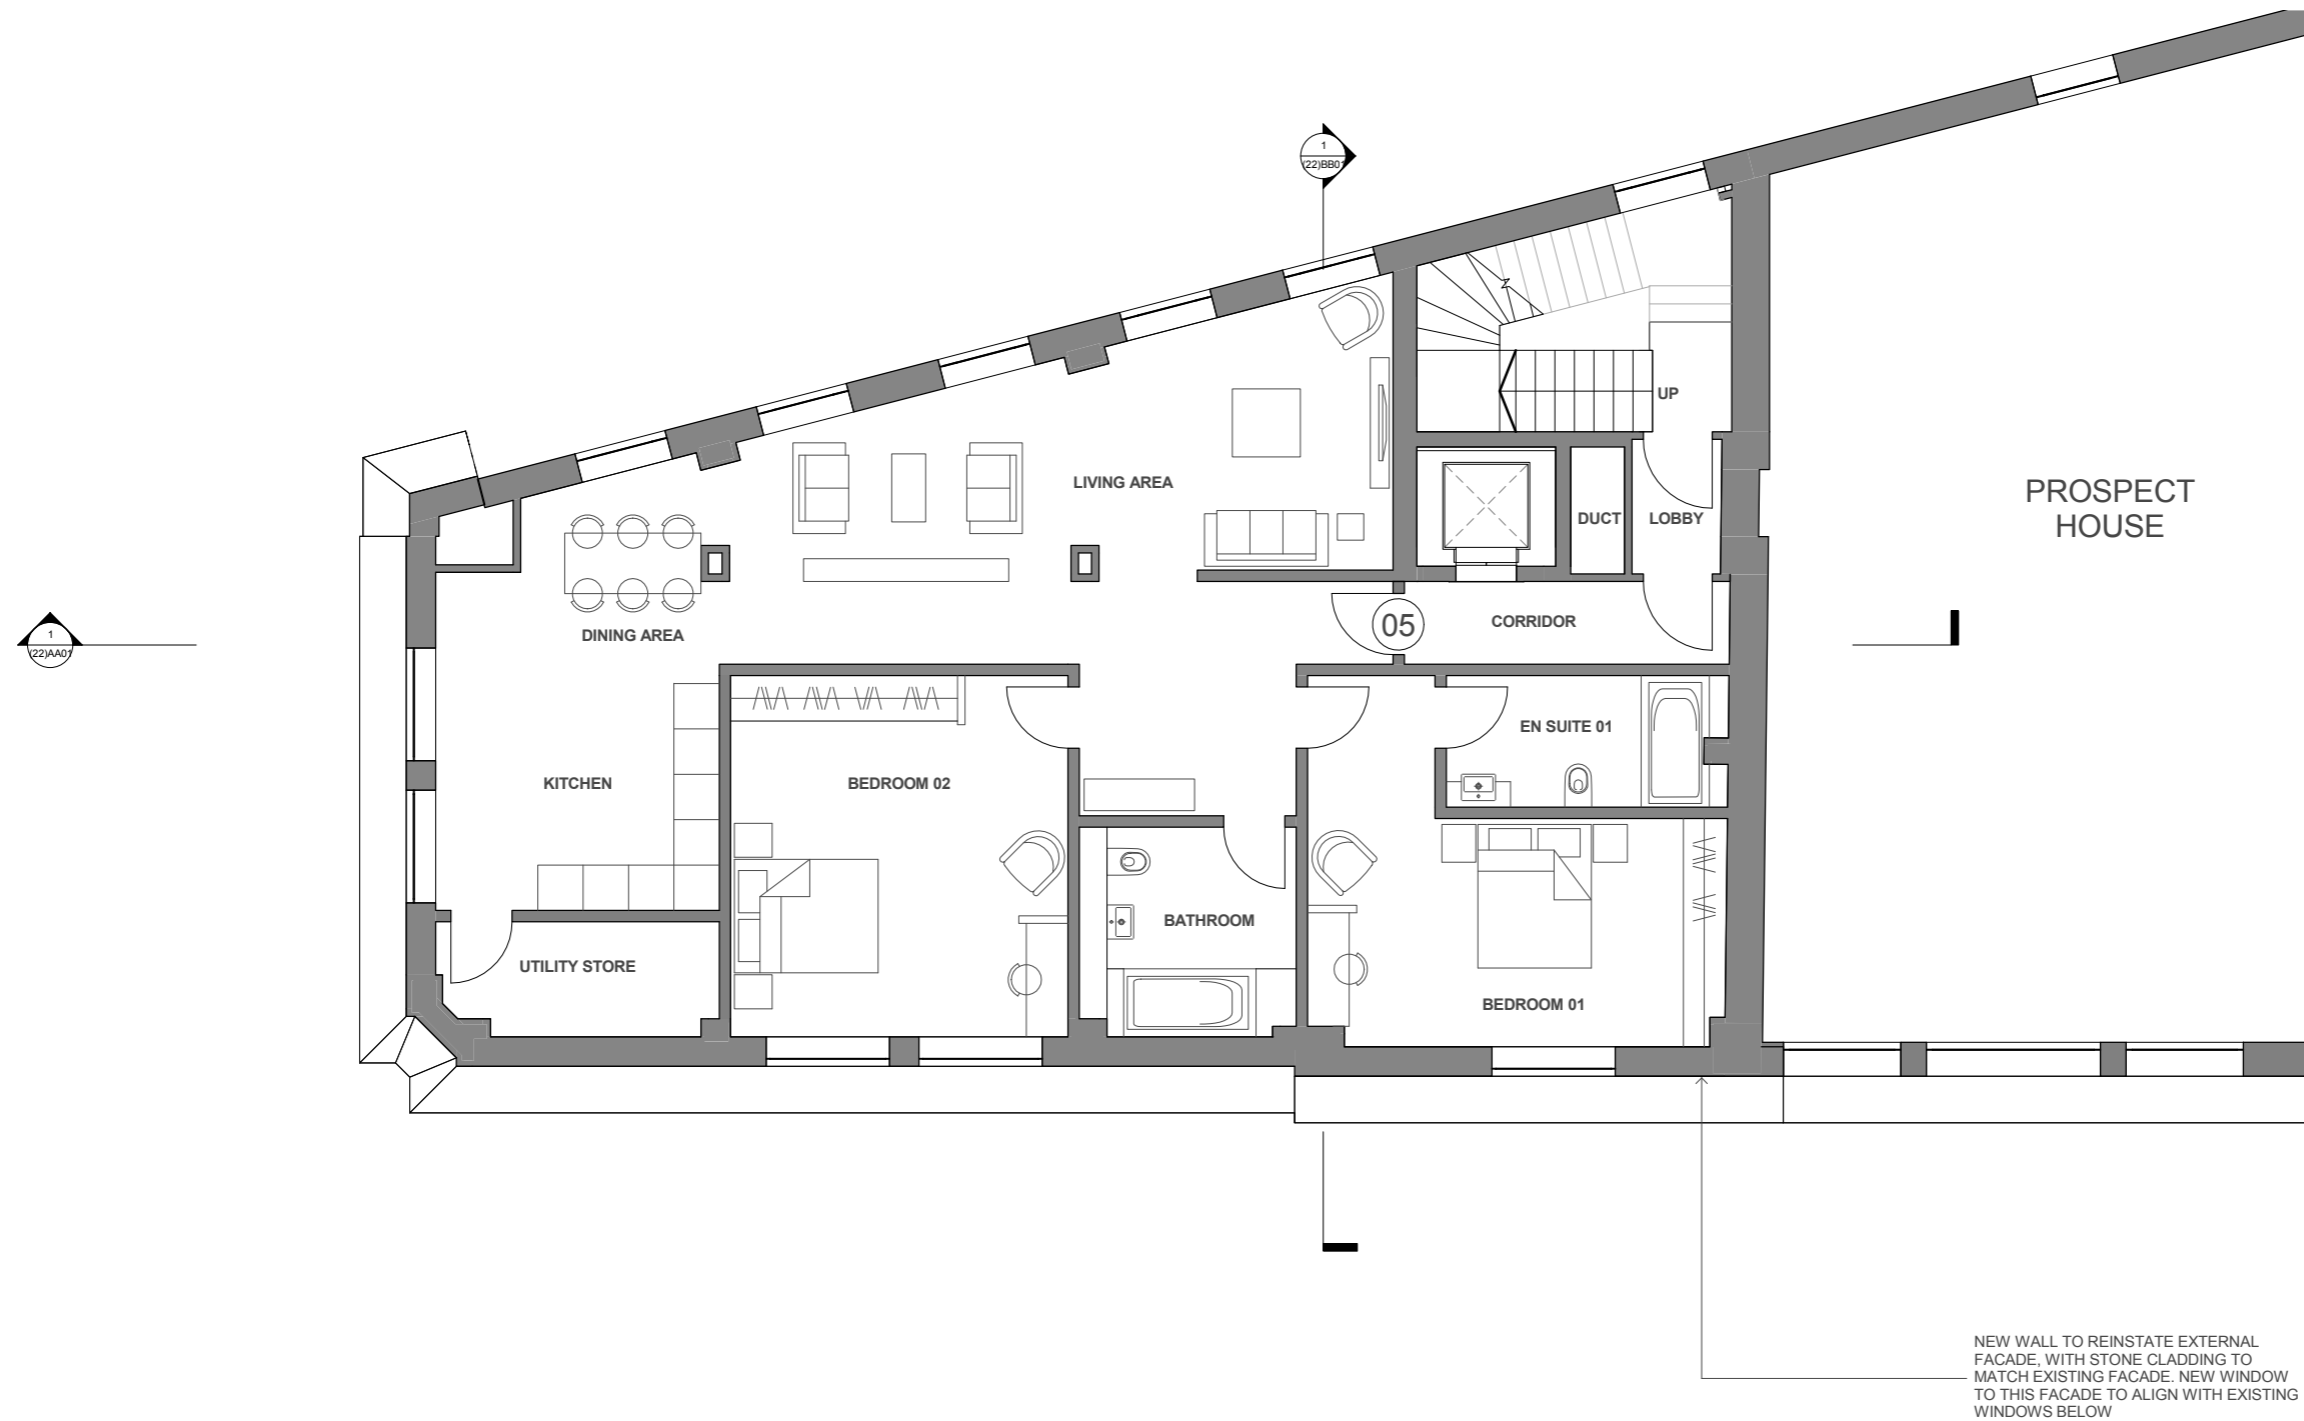 1
(22)BB01
UP
LIVING AREA
PROSPECT
HOUSE
DUCT
LOBBY
1
(22)AA01
DINING AREA
05
CORRIDOR
EN SUITE 01
KITCHEN
BEDROOM 02
BATHROOM
UTILITY STORE
BEDROOM 01
NEW WALL TO REINSTATE EXTERNAL
FACADE, WITH STONE CLADDING TO
MATCH EXISTING FACADE. NEW WINDOW
TO THIS FACADE TO ALIGN WITH EXISTING
WINDOWS BELOW